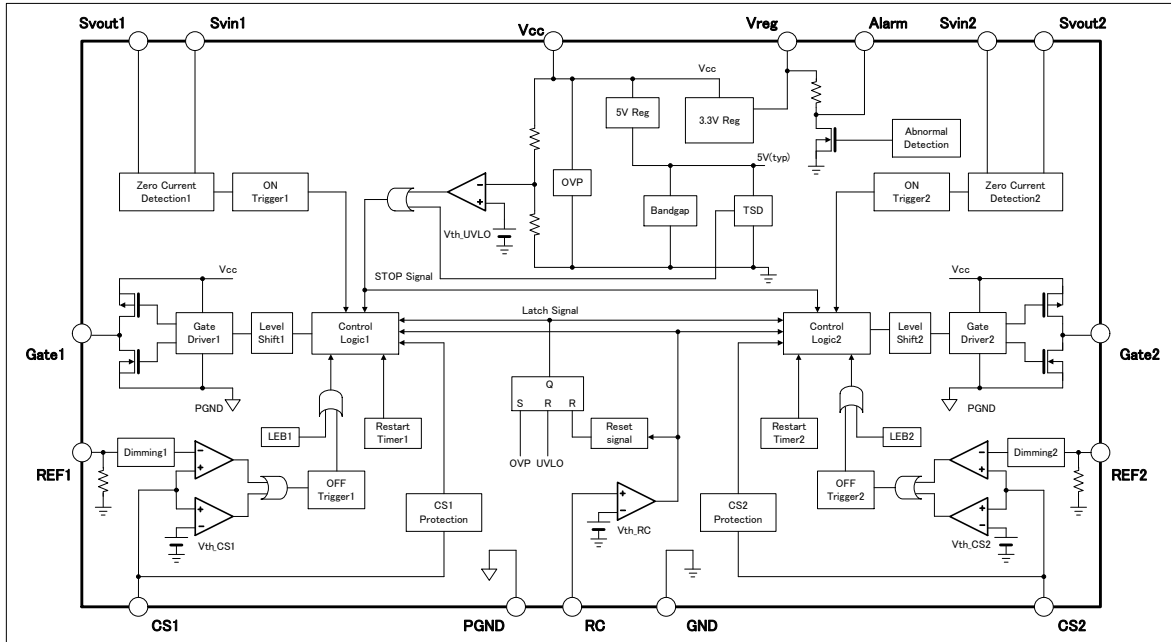 Svout1 Svin1 Vcc Vreg Alarm Svin2 Svout2
Vcc
5V Reg
3.3V Reg
Abnormal
Detection
5V(typ)
Zero Current
Detection1
ON
Trigger1
OVP
Bandgap
TSD
ON
Trigger2
Zero Current
Detection2
Vth_UVLO
STOP Signal
Vcc
Gate
Driver1
Level
Shift1
Control
Logic1
Latch Signal
Control
Logic2
Level
Shift2
Gate
Driver2
Vcc
Gate1
Gate2
PGND
PGND
Q
S R R
LEB1
Restart
Timer1
Reset
signal
Restart
Timer2
LEB2
OVP UVLO
REF1
Dimming1
OFF
Trigger1
CS1
Protection
Vth_RC
CS2
Protection
OFF
Trigger2
Dimming2
REF2
Vth_CS1
Vth_CS2
CS1 PGND RC GND CS2